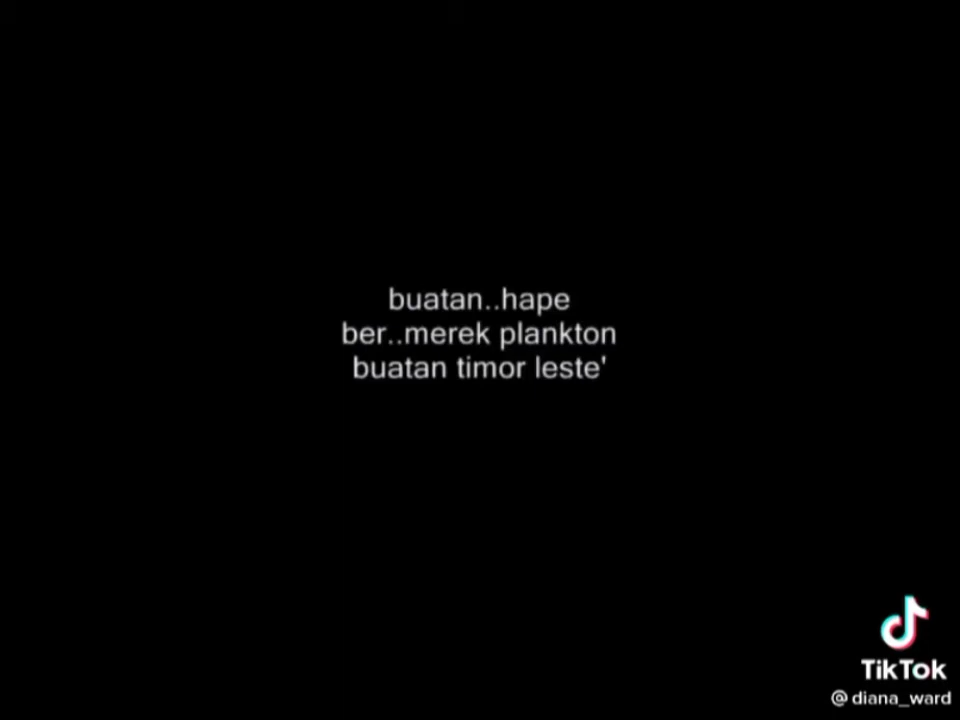 buatan..hape
ber..merek plankton
buatan timor leste'
TikTok
@diana_ward